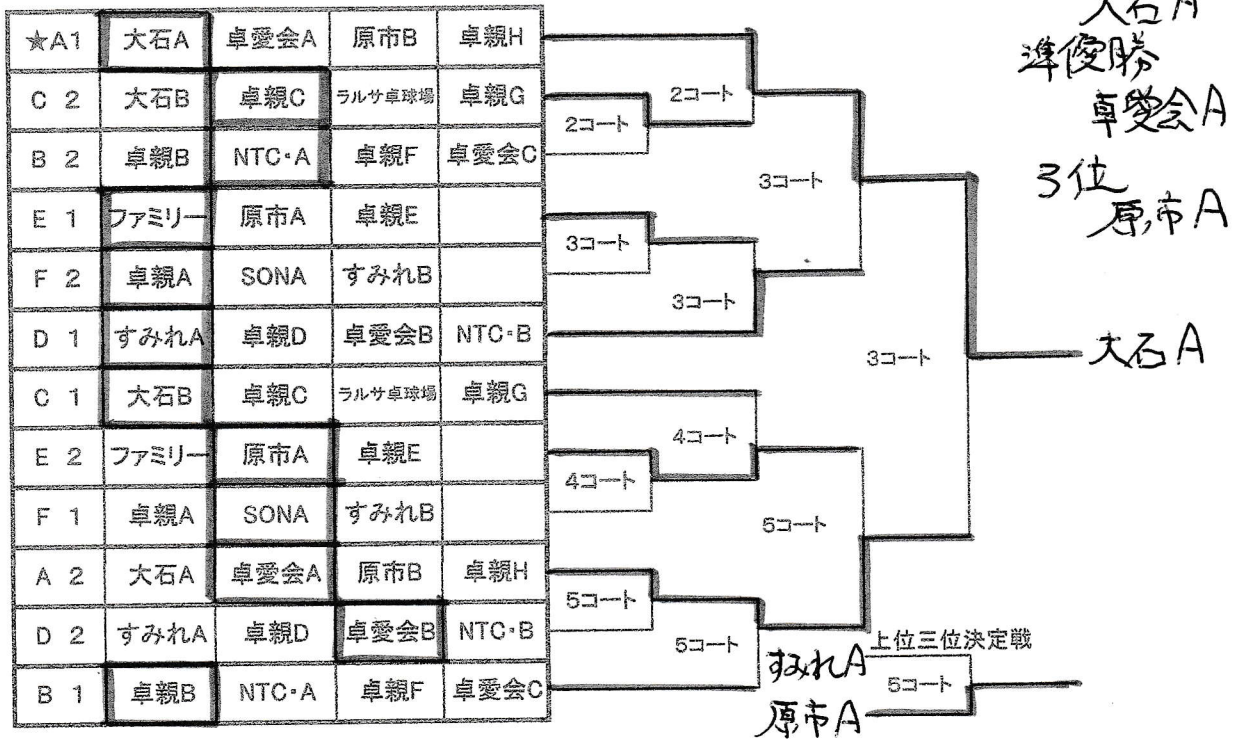 大石A
準優勝
卓愛会A
3位
原市A
★A1 大石A 卓愛会A 原市B 卓親H
C 2 大石B 卓親C ラルサ卓球場 卓親G
B 2 卓親B NTC・A 卓親F 卓愛会C
E 1 ファミリー 原市A 卓親E
F 2 卓親A SONA すみれB
D 1 すみれA 卓親D 卓愛会B NTC・B
C 1 大石B 卓親C ラルサ卓球場 卓親G
E 2 ファミリー 原市A 卓親E
F 1 卓親A SONA すみれB
A 2 大石A 卓愛会A 原市B 卓親H
D 2 すみれA 卓親D 卓愛会B NTC・B
B 1 卓親B NTC・A 卓親F 卓愛会C
2コート
2コート
3コート
3コート
3コート
3コート
大石A
4コート
4コート
5コート
5コート
5コート
上位三位決定戦
すみれA
5コート
原市A